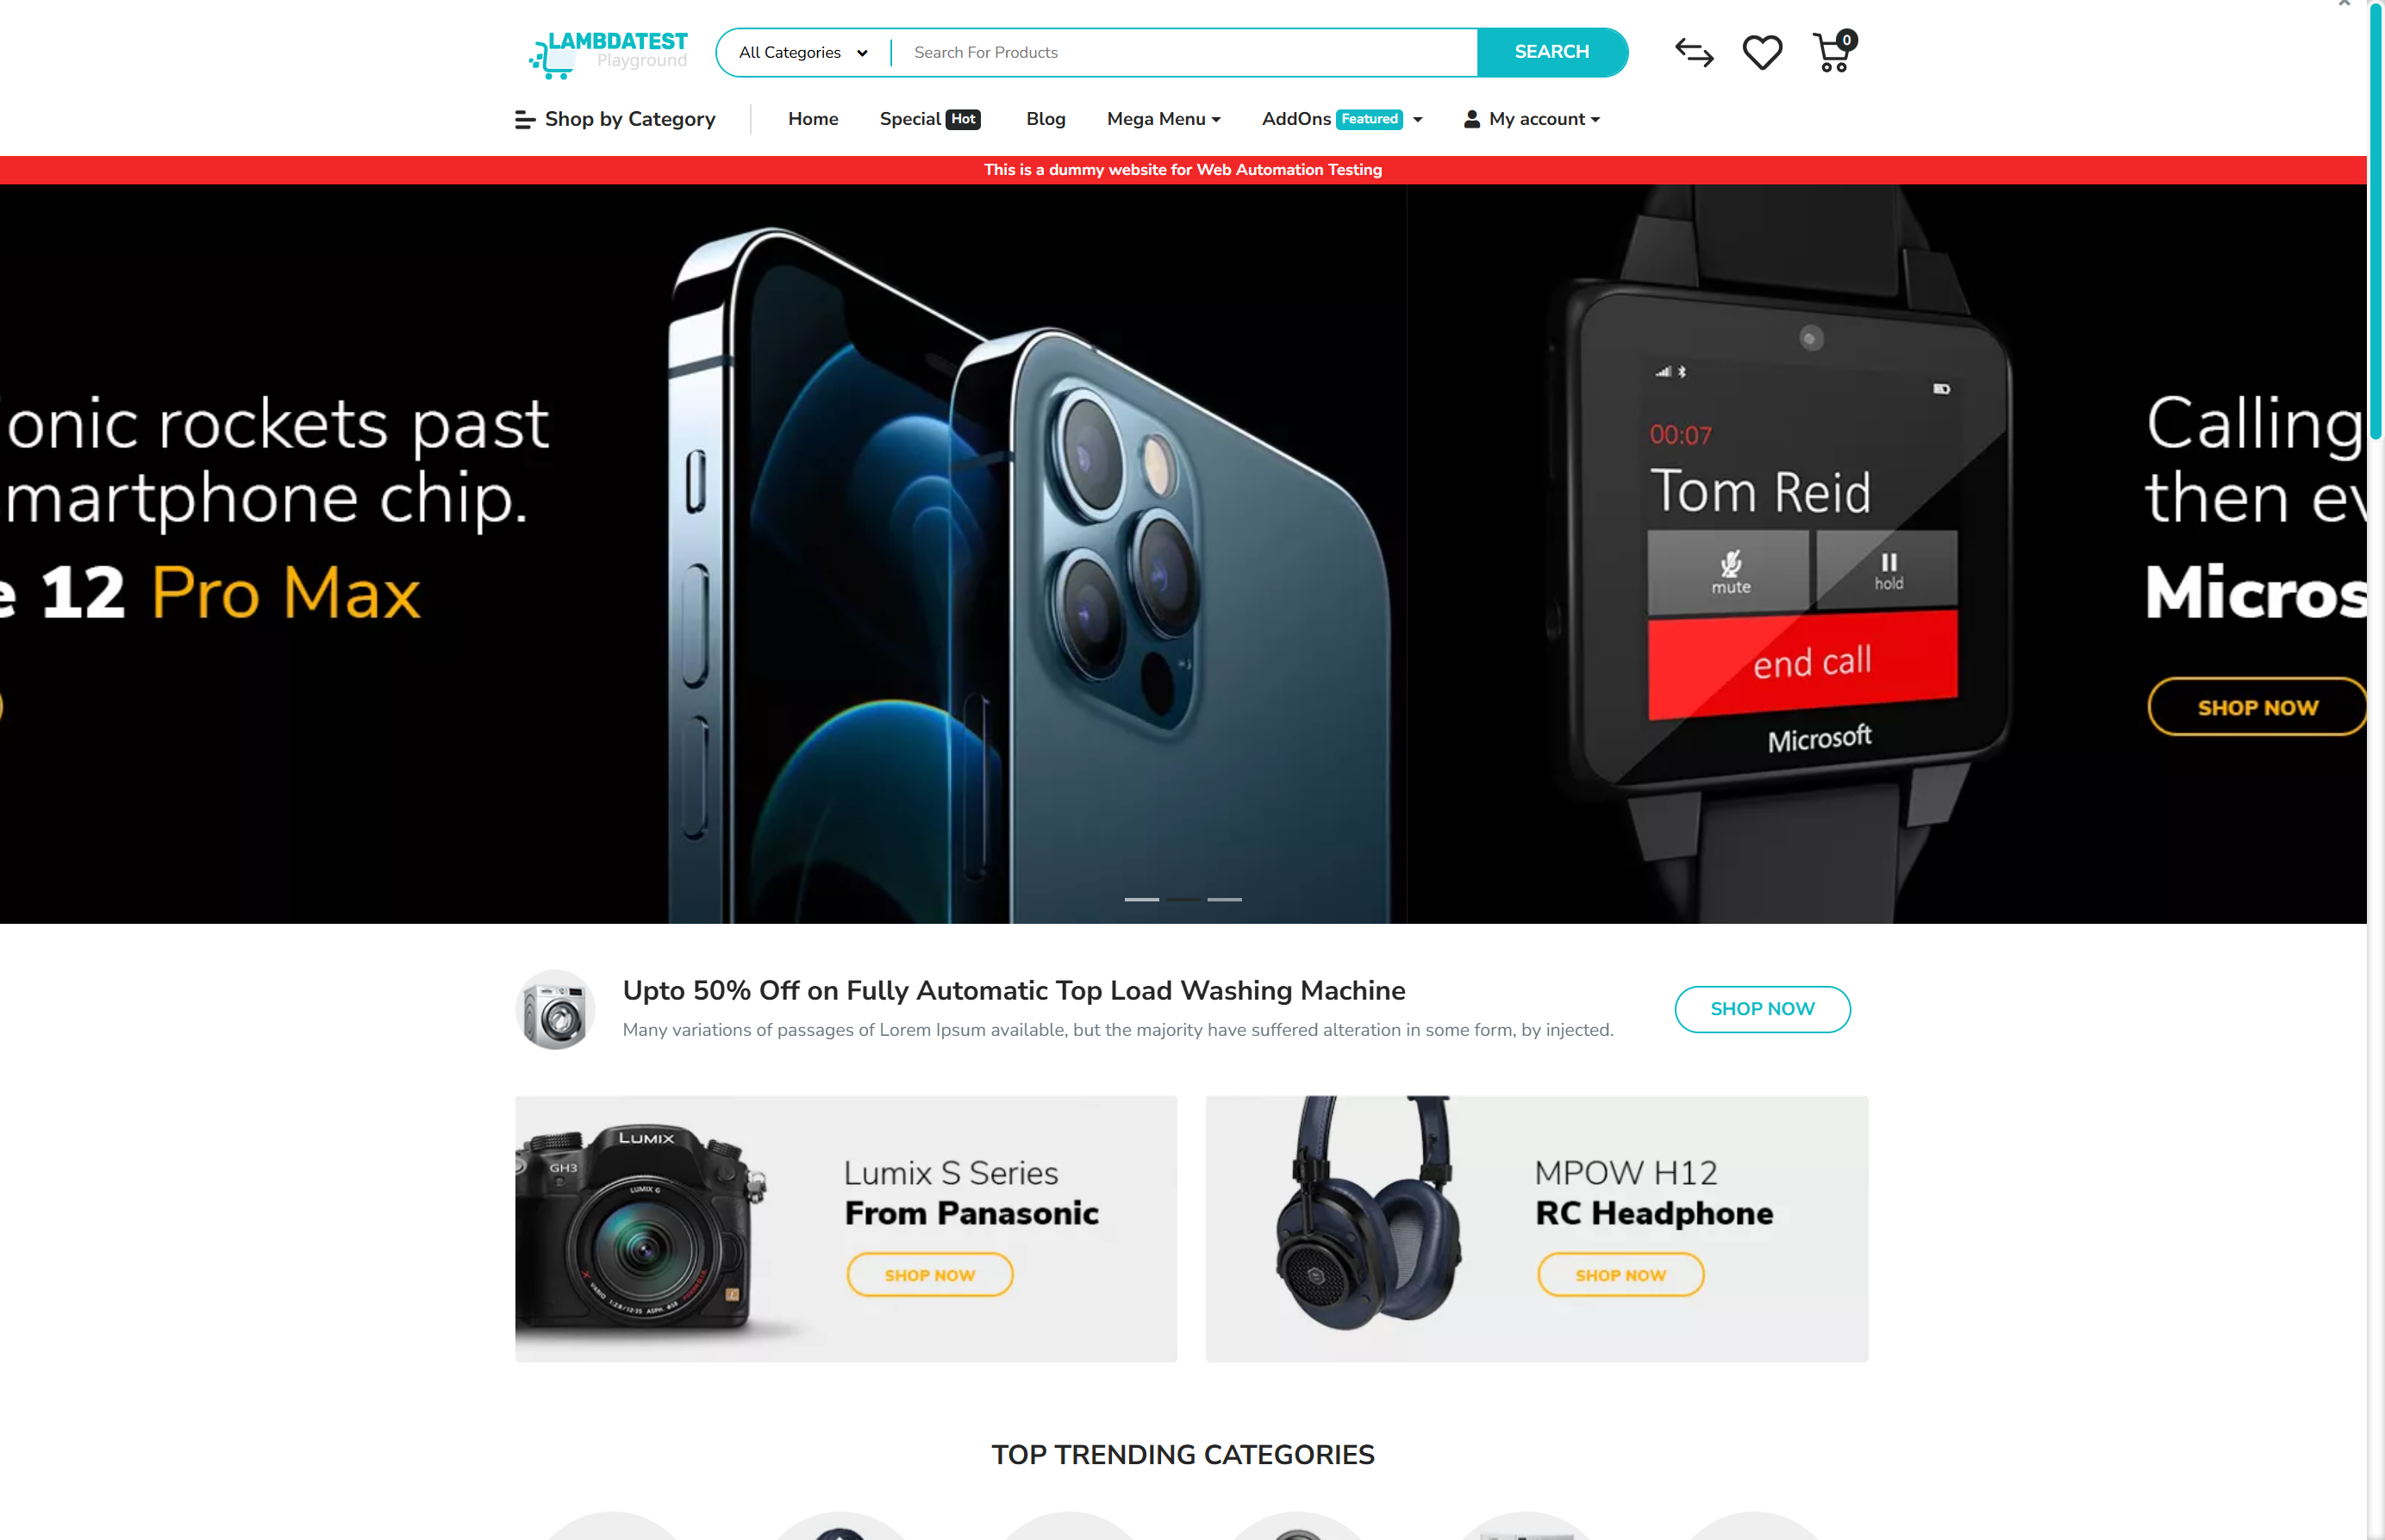 LAMBDATEST
Playground
All Categories
Search For Products
SEARCH
0
Shop by Category
Home
Special Hot
Blog
Mega Menu
AddOns Featured
My account
This is a dummy website for Web Automation Testing
onic rockets past
martphone chip.
e 12 Pro Max
00:07
Tom Reid
mute
hold
end call
Microsoft
Calling
then ev
Micros
SHOP NOW
Upto 50% Off on Fully Automatic Top Load Washing Machine
Many variations of passages of Lorem Ipsum available, but the majority have suffered alteration in some form, by injected.
SHOP NOW
LUMIX
GH3
LUMIX G
Lumix S Series
From Panasonic
SHOP NOW
MPOW H12
RC Headphone
SHOP NOW
TOP TRENDING CATEGORIES